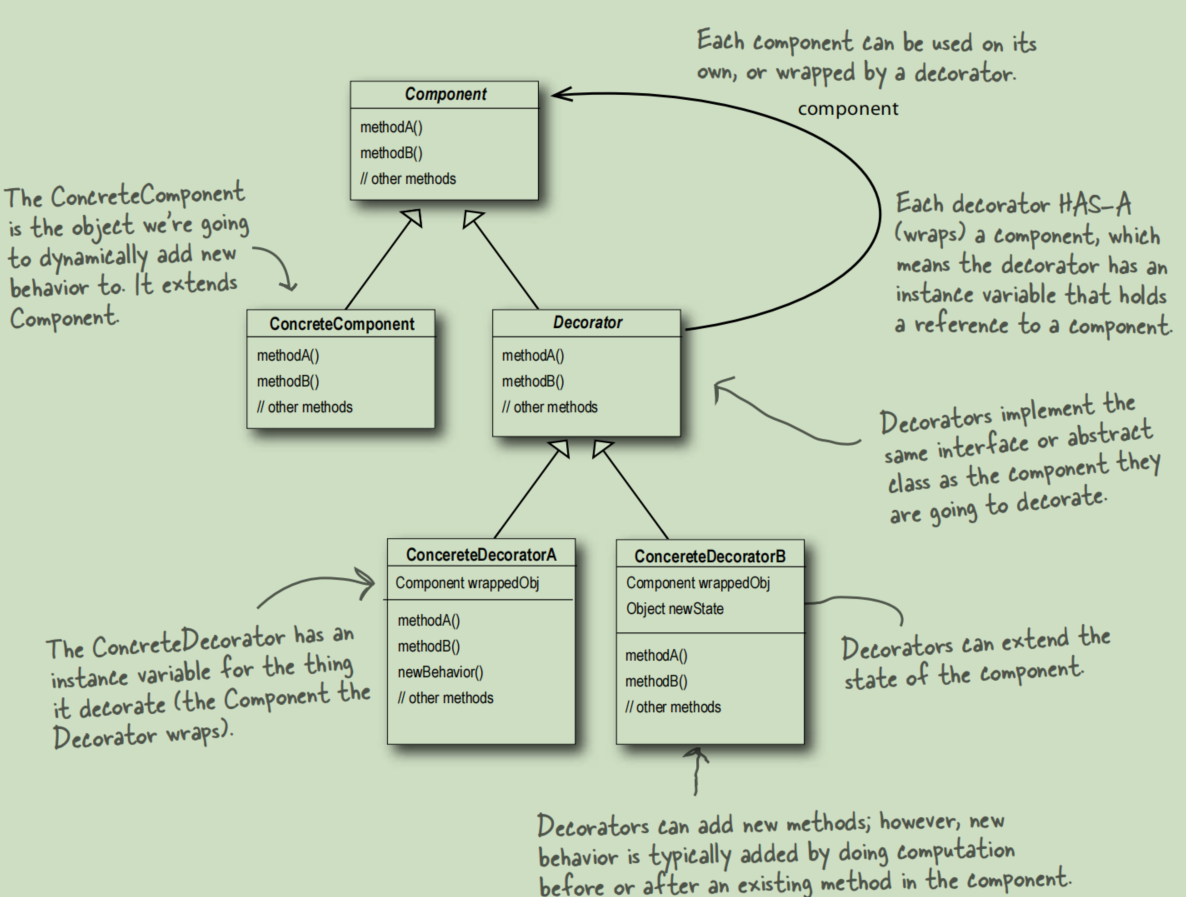 Each component can be used on its
own, or wrapped by a decorator.
component
Component
methodA()
methodB()
// other methods
The ConcreteComponent
is the object we're going
to dynamically add new
behavior to. It extends
Component.
Each decorator HAS-A
(wraps) a component, which
means the decorator has an
instance variable that holds
a reference to a component.
ConcreteComponent
methodA()
methodB()
// other methods
Decorator
methodA()
methodB()
// other methods
Decorators implement the
same interface or abstract
class as the component they
are going to decorate.
ConcereteDecoratorA
Component wrappedObj
methodA()
methodB()
newBehavior()
// other methods
ConcereteDecoratorB
Component wrappedObj
Object newState
methodA()
methodB()
// other methods
The ConcreteDecorator has an
instance variable for the thing
it decorate (the Component the
Decorator wraps).
Decorators can extend the
state of the component.
Decorators can add new methods; however, new
behavior is typically added by doing computation
before or after an existing method in the component.